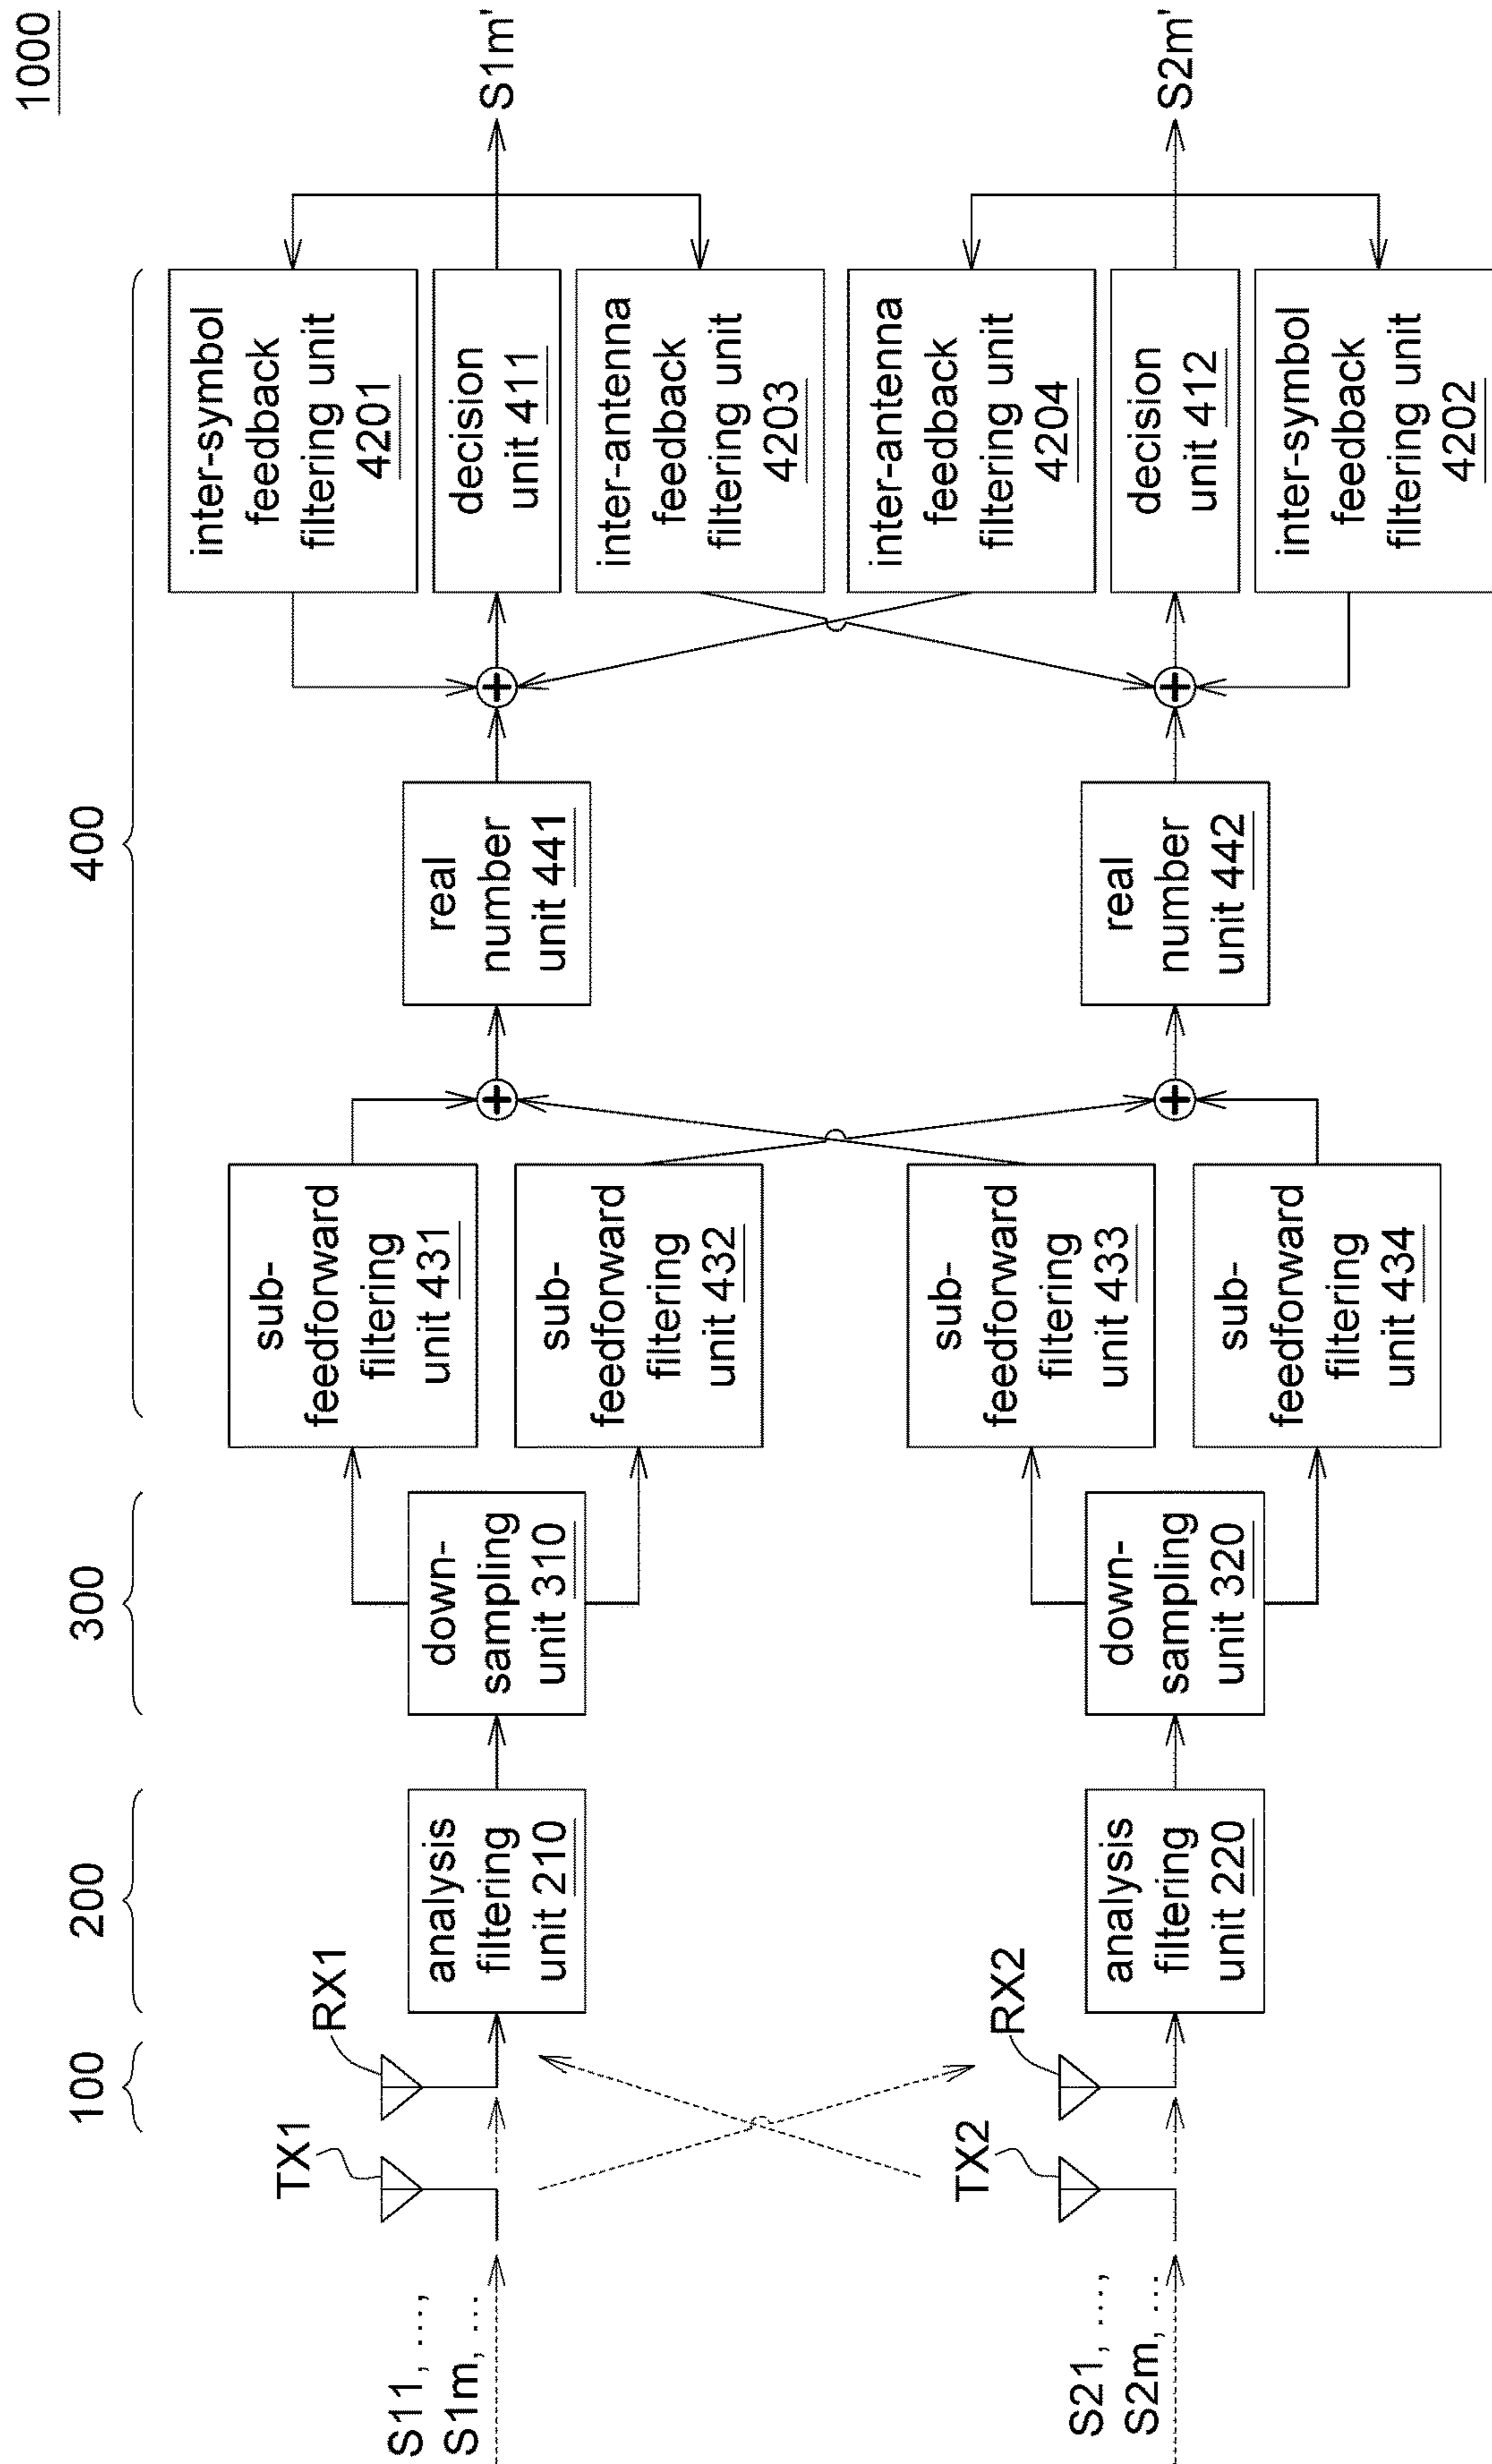 1000
100
200
300
400
S11, ...,
S1m, ...
TX1
RX1
analysis
filtering
unit 210
down-
sampling
unit 310
sub-
feedforward
filtering
unit 431
sub-
feedforward
filtering
unit 432
real
number
unit 441
inter-symbol
feedback
filtering unit
4201
decision
unit 411
inter-antenna
feedback
filtering unit
4203
S1m'
S21, ...,
S2m, ...
TX2
RX2
analysis
filtering
unit 220
down-
sampling
unit 320
sub-
feedforward
filtering
unit 433
sub-
feedforward
filtering
unit 434
real
number
unit 442
inter-antenna
feedback
filtering unit
4204
decision
unit 412
inter-symbol
feedback
filtering unit
4202
S2m'